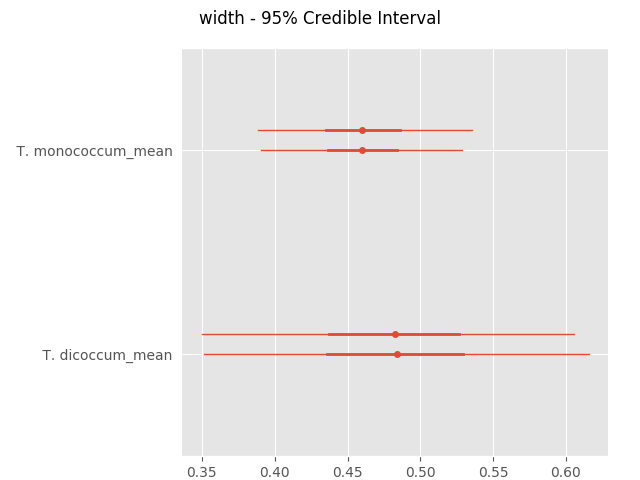 width - 95% Credible Interval
T. monococcum_mean
T. dicoccum_mean
0.35 0.40 0.45 0.50 0.55 0.60